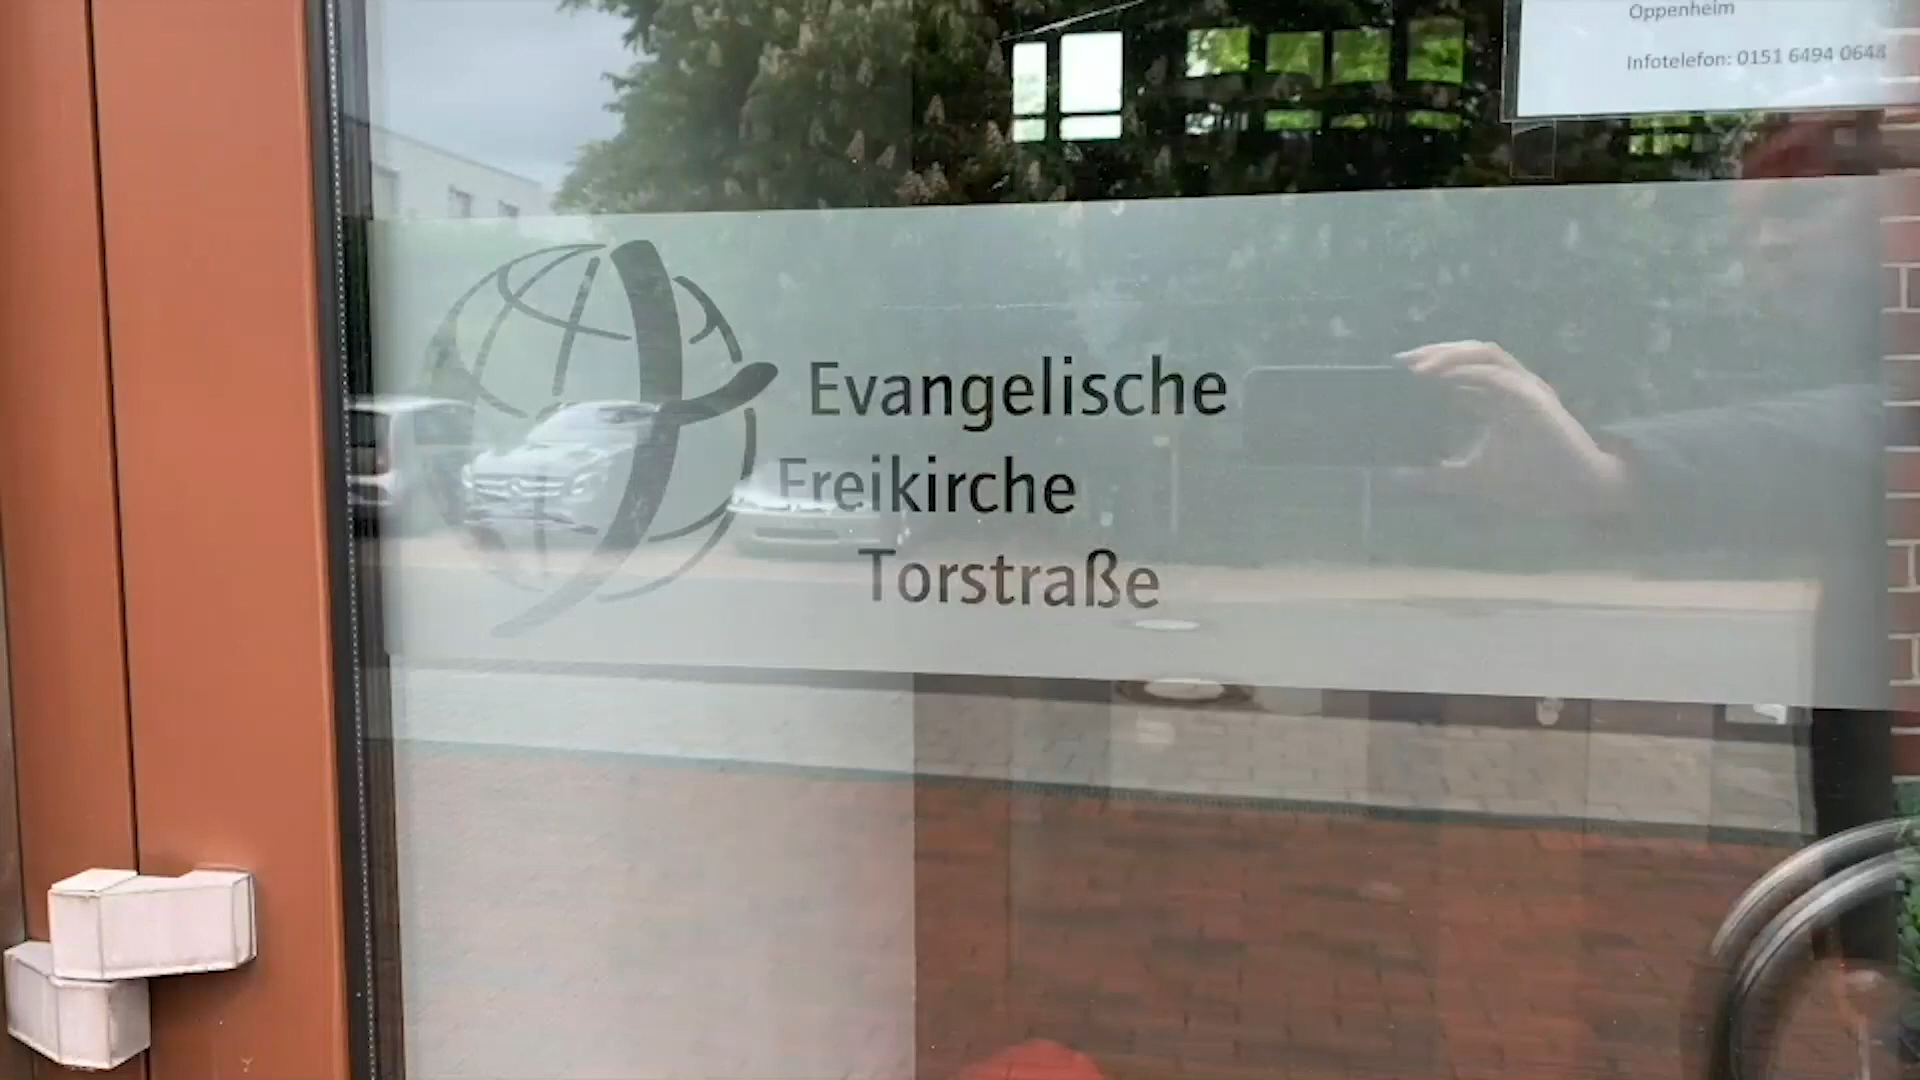 Oppenheim
Infotelefon: 0151 6494 0648
Evangelische
Freikirche
Torstraße